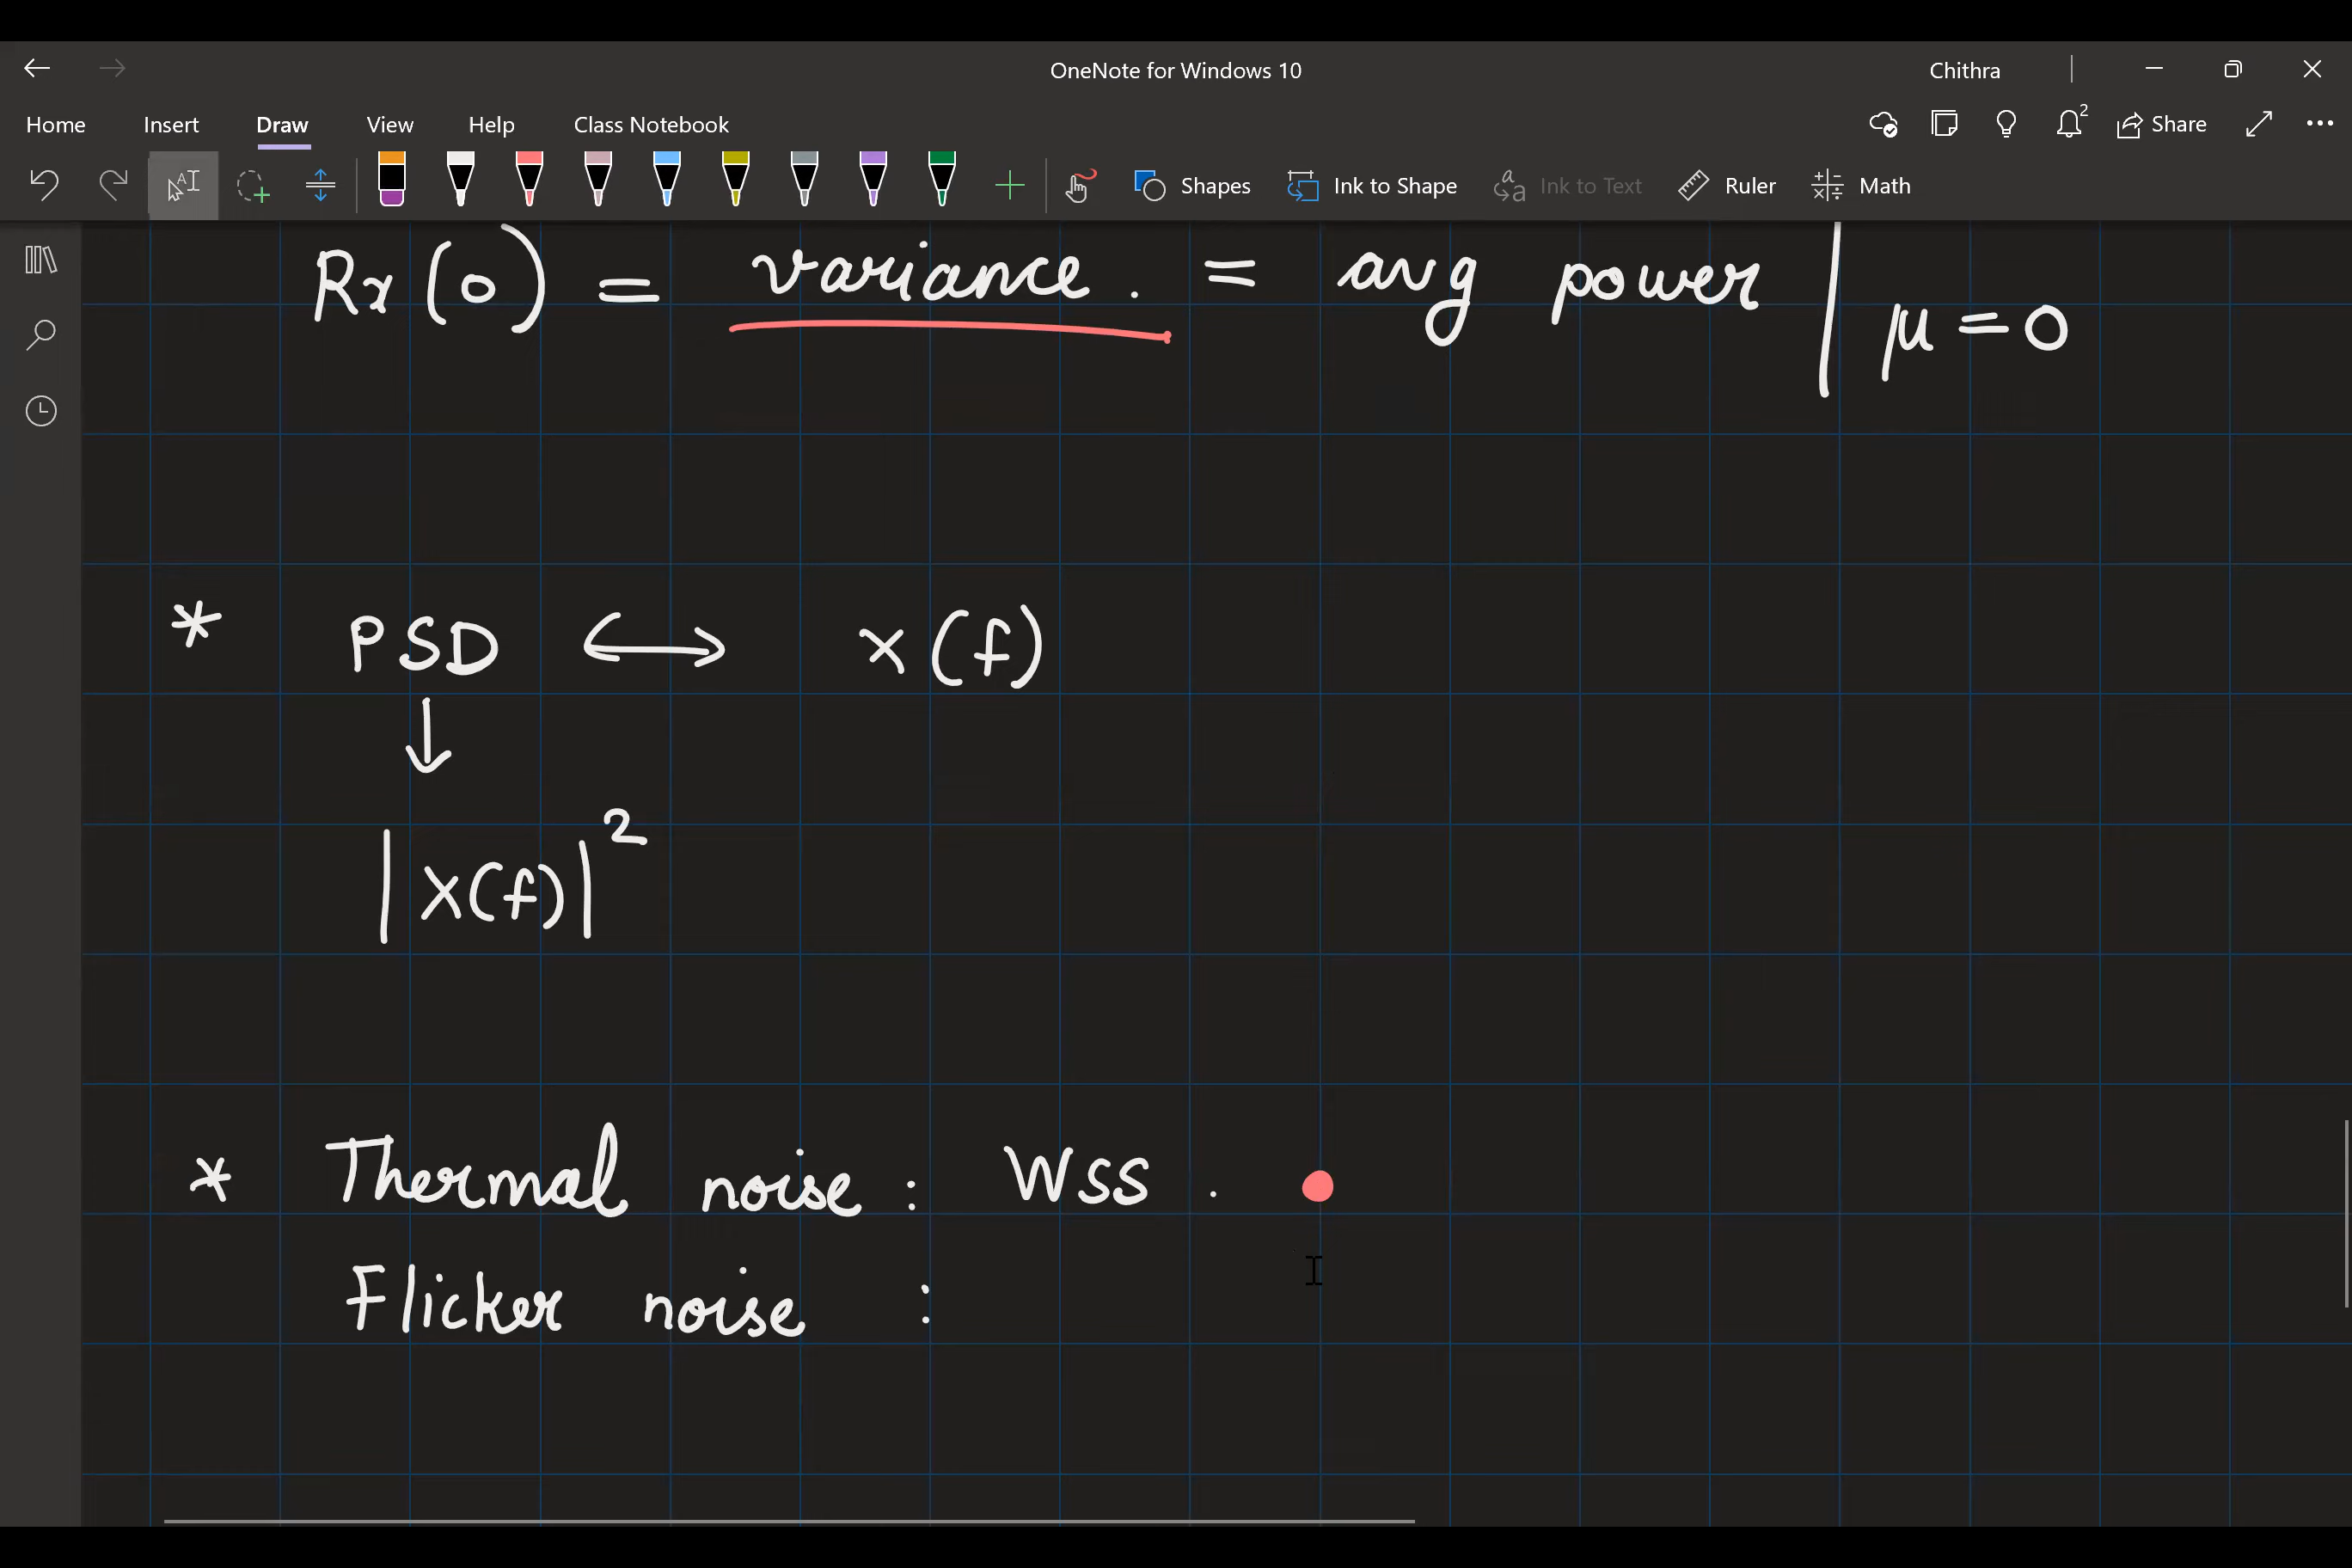 OneNote for Windows 10
Chithra
Home Insert Draw View Help Class Notebook
2 Share
Shapes Ink to Shape Ink to Text Ruler Math
Rx(0) = variance. = avg power | μ=0
* PSD ⟷ X(f)
↓
|X(f)|²
* Thermal noise : WSS .
Flicker noise :